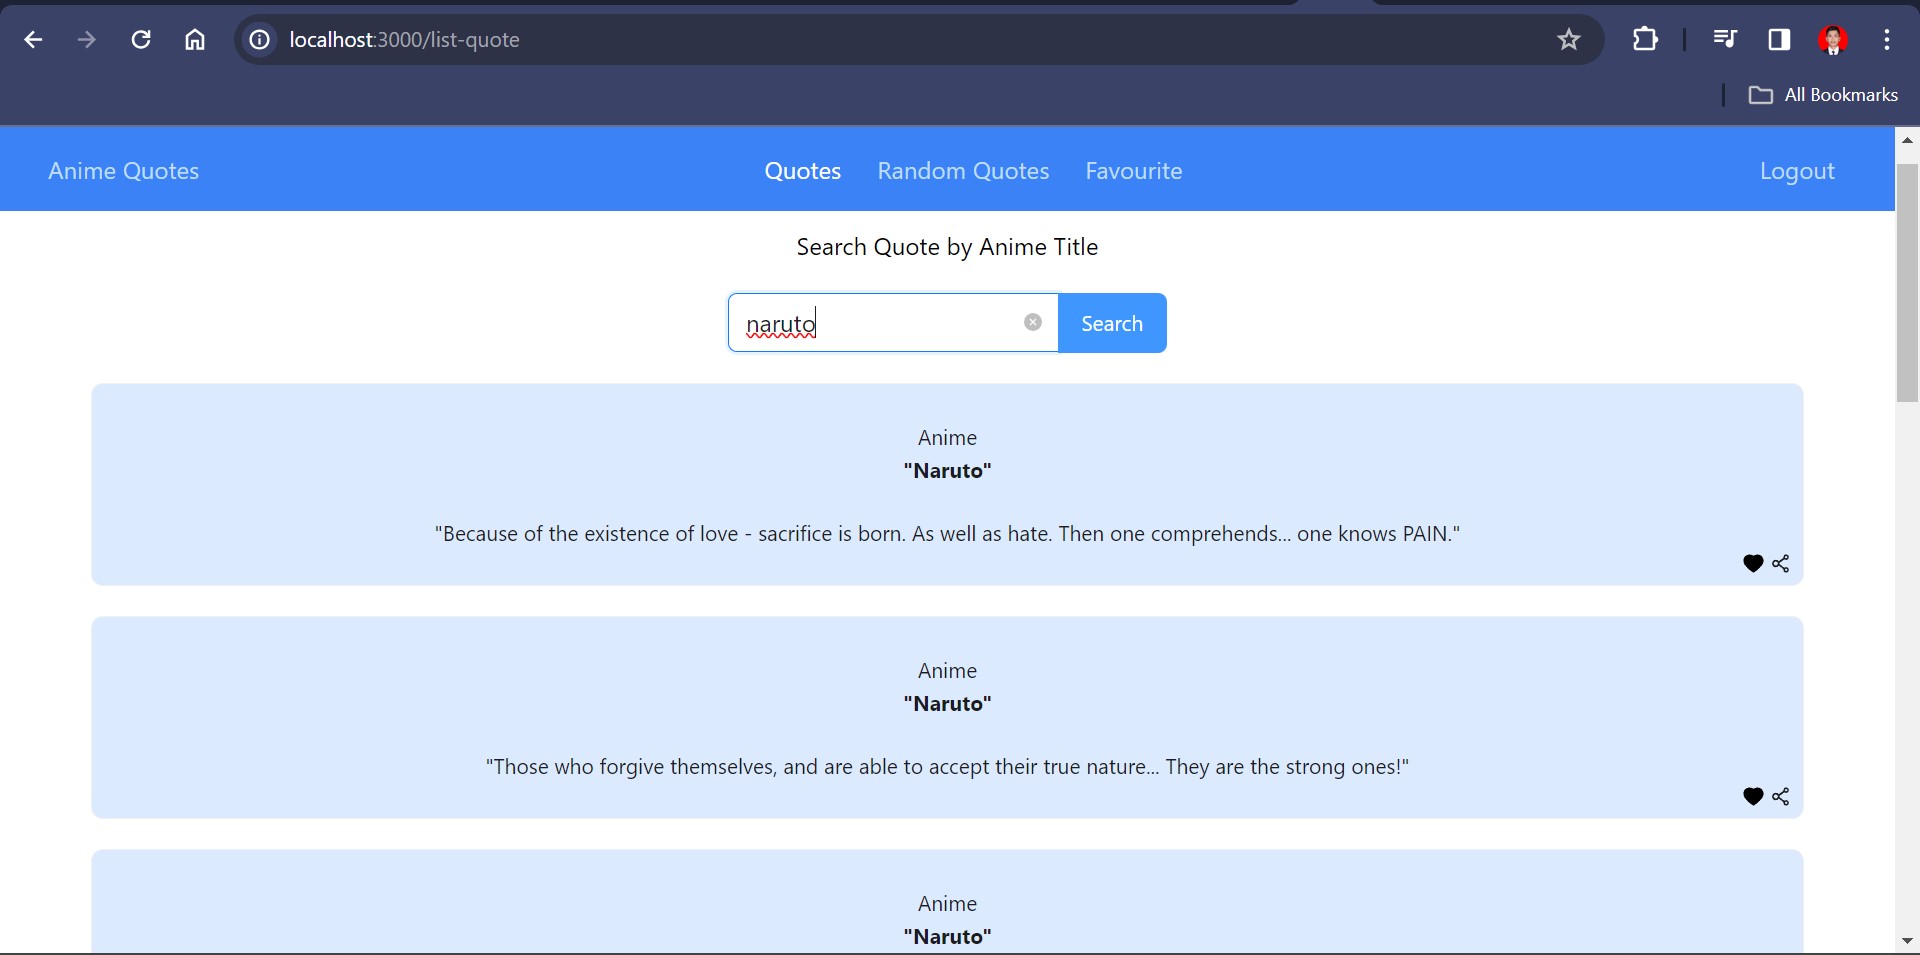 localhost:3000/list-quote
All Bookmarks
Anime Quotes
Quotes
Random Quotes
Favourite
Logout
Search Quote by Anime Title
naruto
Search
Anime
"Naruto"
"Because of the existence of love - sacrifice is born. As well as hate. Then one comprehends... one knows PAIN."
Anime
"Naruto"
"Those who forgive themselves, and are able to accept their true nature... They are the strong ones!"
Anime
"Naruto"